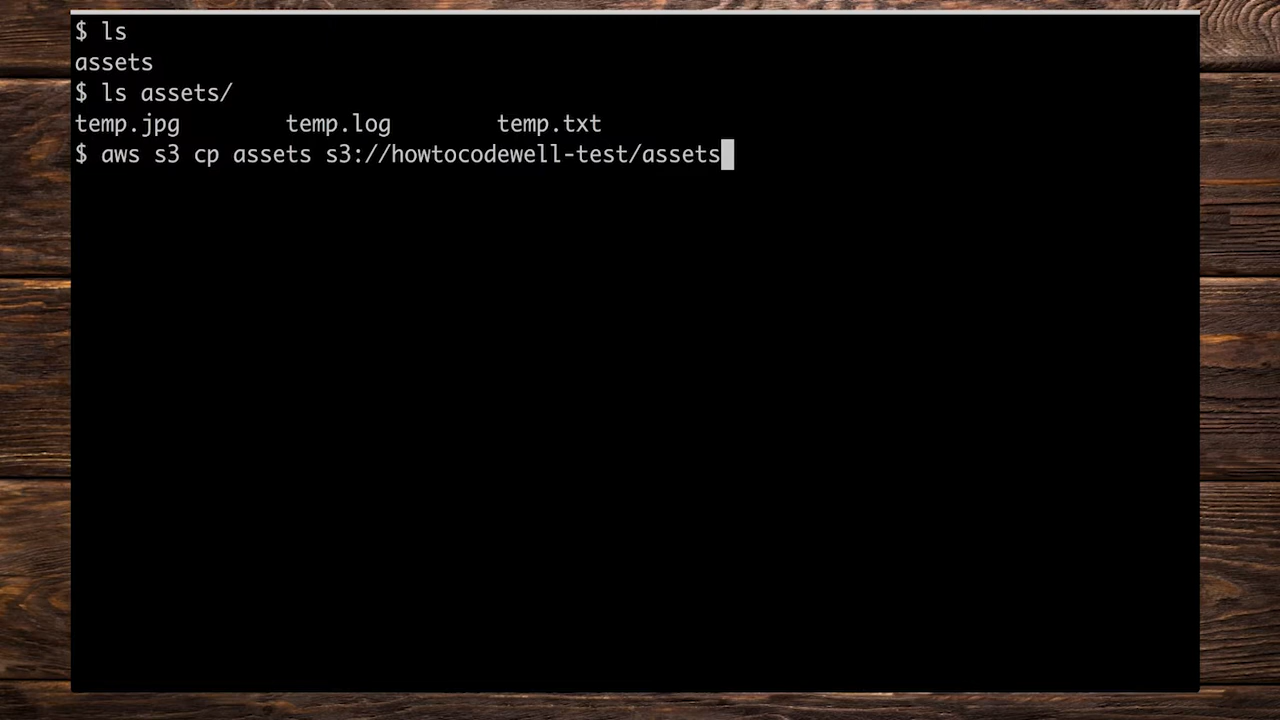 $ ls
assets
$ ls assets/
temp.jpg temp.log temp.txt
$ aws s3 cp assets s3://howtocodewell-test/assets